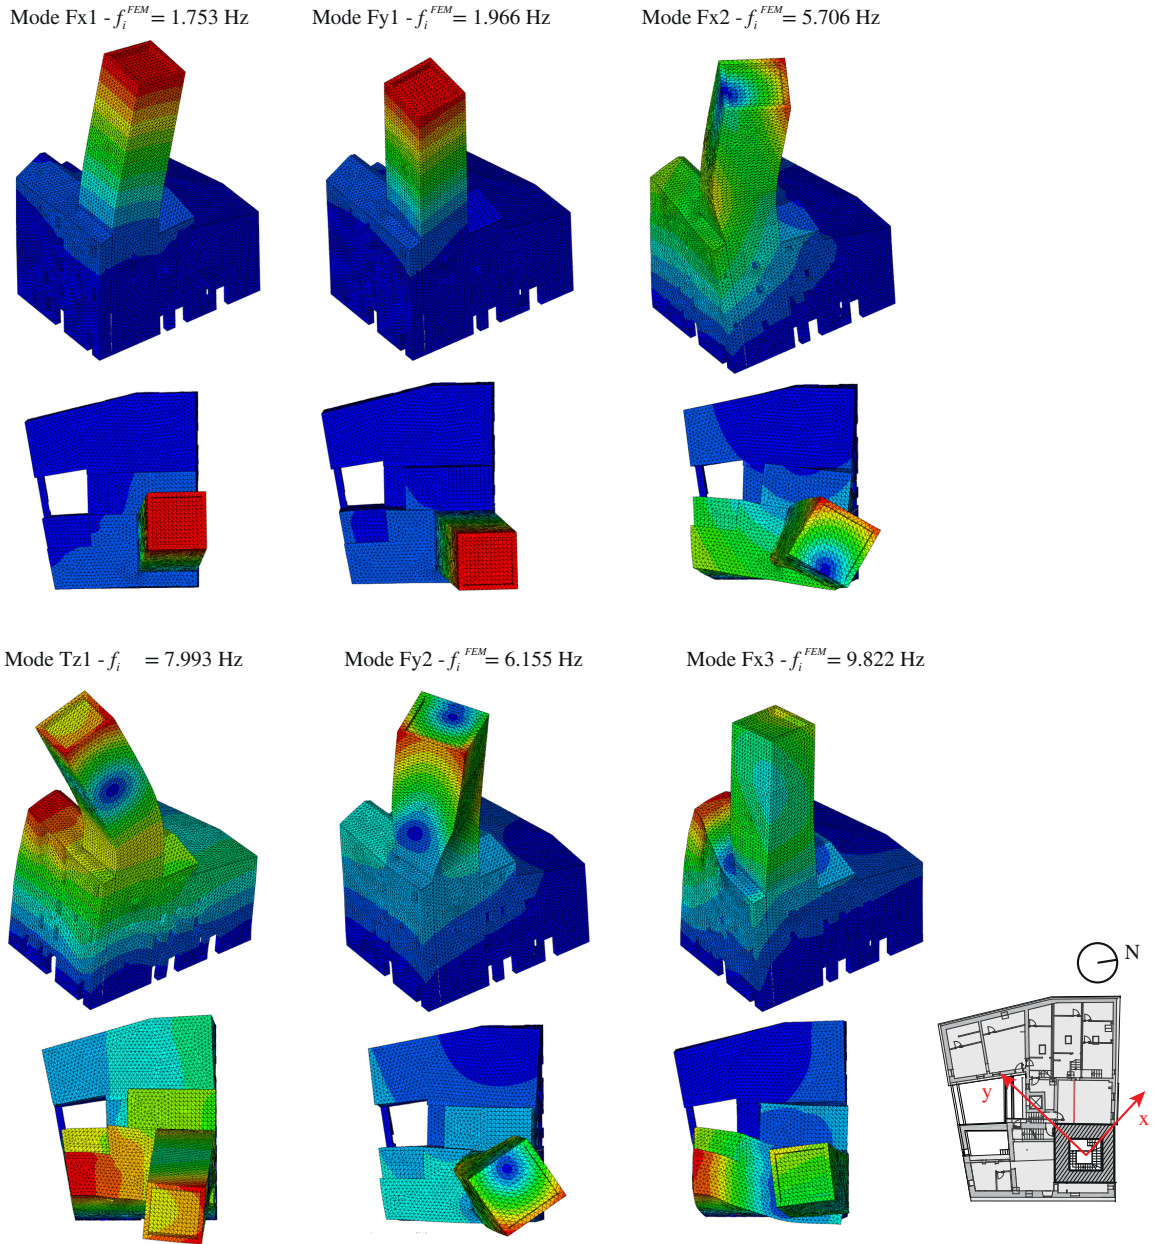 Mode Fx1 - f_i^FEM = 1.753 Hz
Mode Fy1 - f_i^FEM = 1.966 Hz
Mode Fx2 - f_i^FEM = 5.706 Hz
Mode Tz1 - f_i = 7.993 Hz
Mode Fy2 - f_i^FEM = 6.155 Hz
Mode Fx3 - f_i^FEM = 9.822 Hz
N
y
x